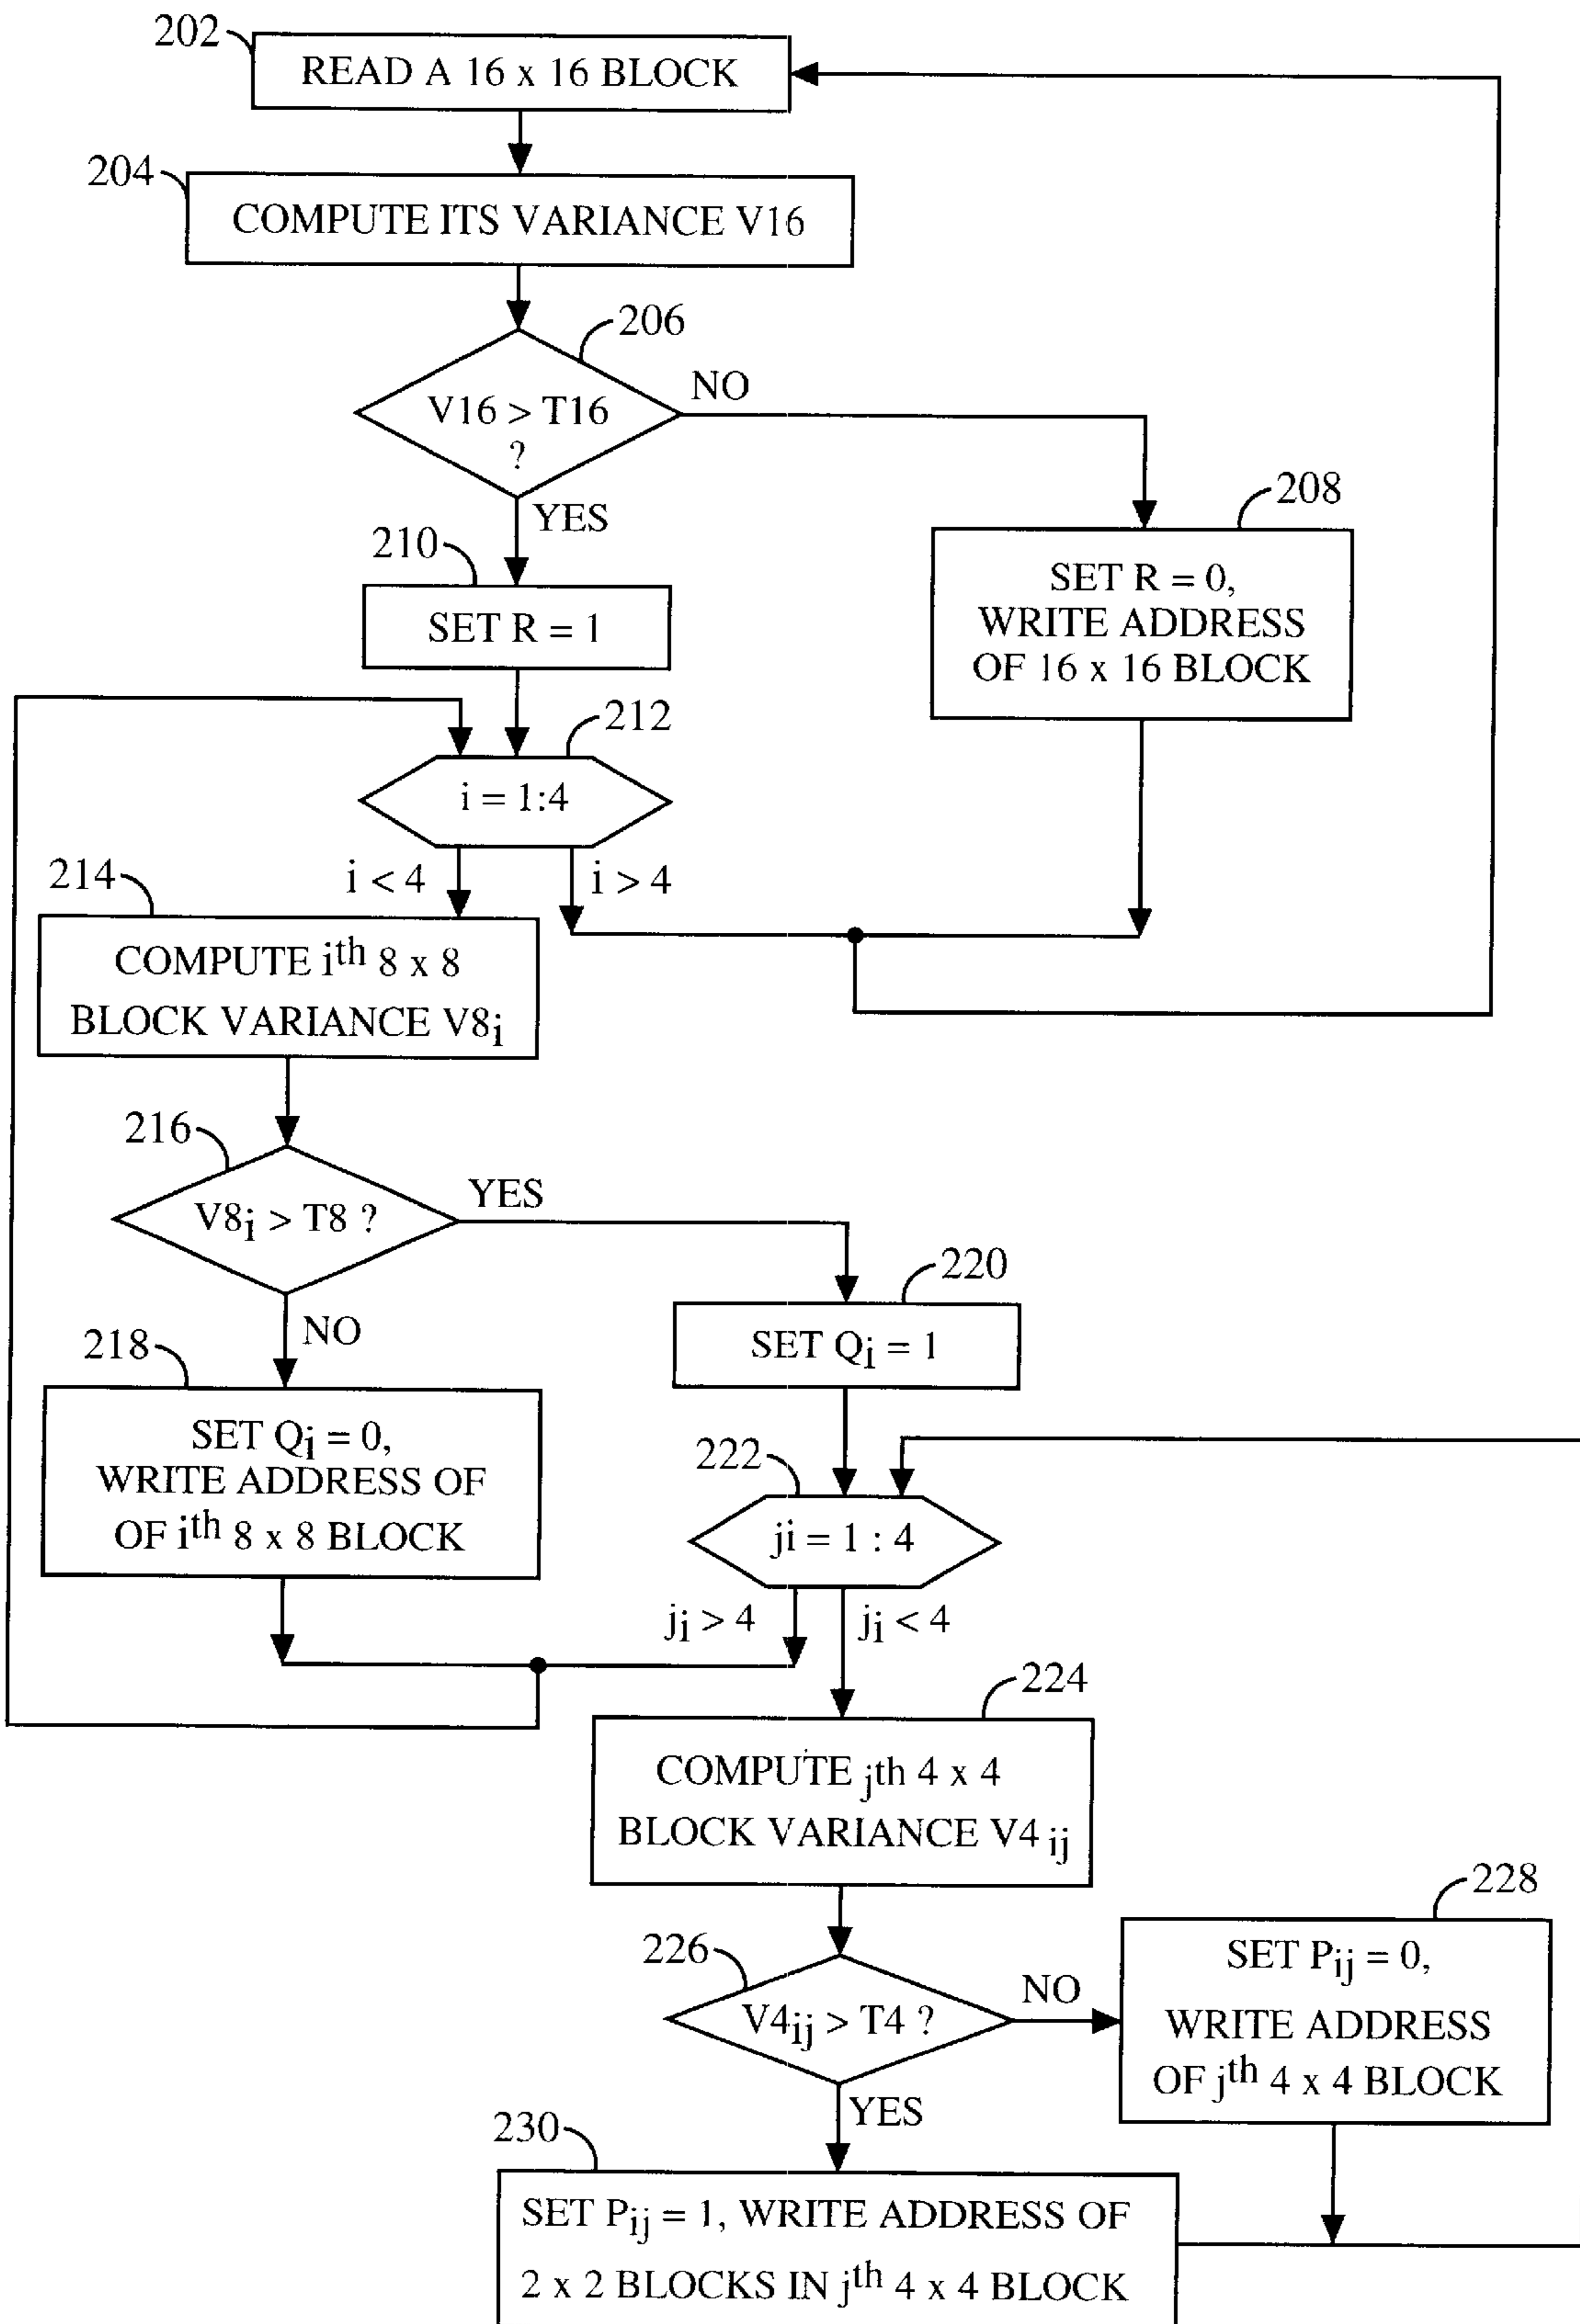 202
READ A 16 x 16 BLOCK
204
COMPUTE ITS VARIANCE V16
206
V16 > T16
?
NO
YES
208
SET R = 0,
WRITE ADDRESS
OF 16 x 16 BLOCK
210
SET R = 1
212
i = 1:4
i < 4
i > 4
214
COMPUTE ith 8 x 8
BLOCK VARIANCE V8i
216
V8i > T8 ?
YES
NO
220
SET Qi = 1
218
SET Qi = 0,
WRITE ADDRESS OF
OF ith 8 x 8 BLOCK
222
ji = 1 : 4
ji > 4
ji < 4
224
COMPUTE jth 4 x 4
BLOCK VARIANCE V4 ij
226
V4ij > T4 ?
NO
YES
228
SET Pij = 0,
WRITE ADDRESS
OF jth 4 x 4 BLOCK
230
SET Pij = 1, WRITE ADDRESS OF
2 x 2 BLOCKS IN jth 4 x 4 BLOCK